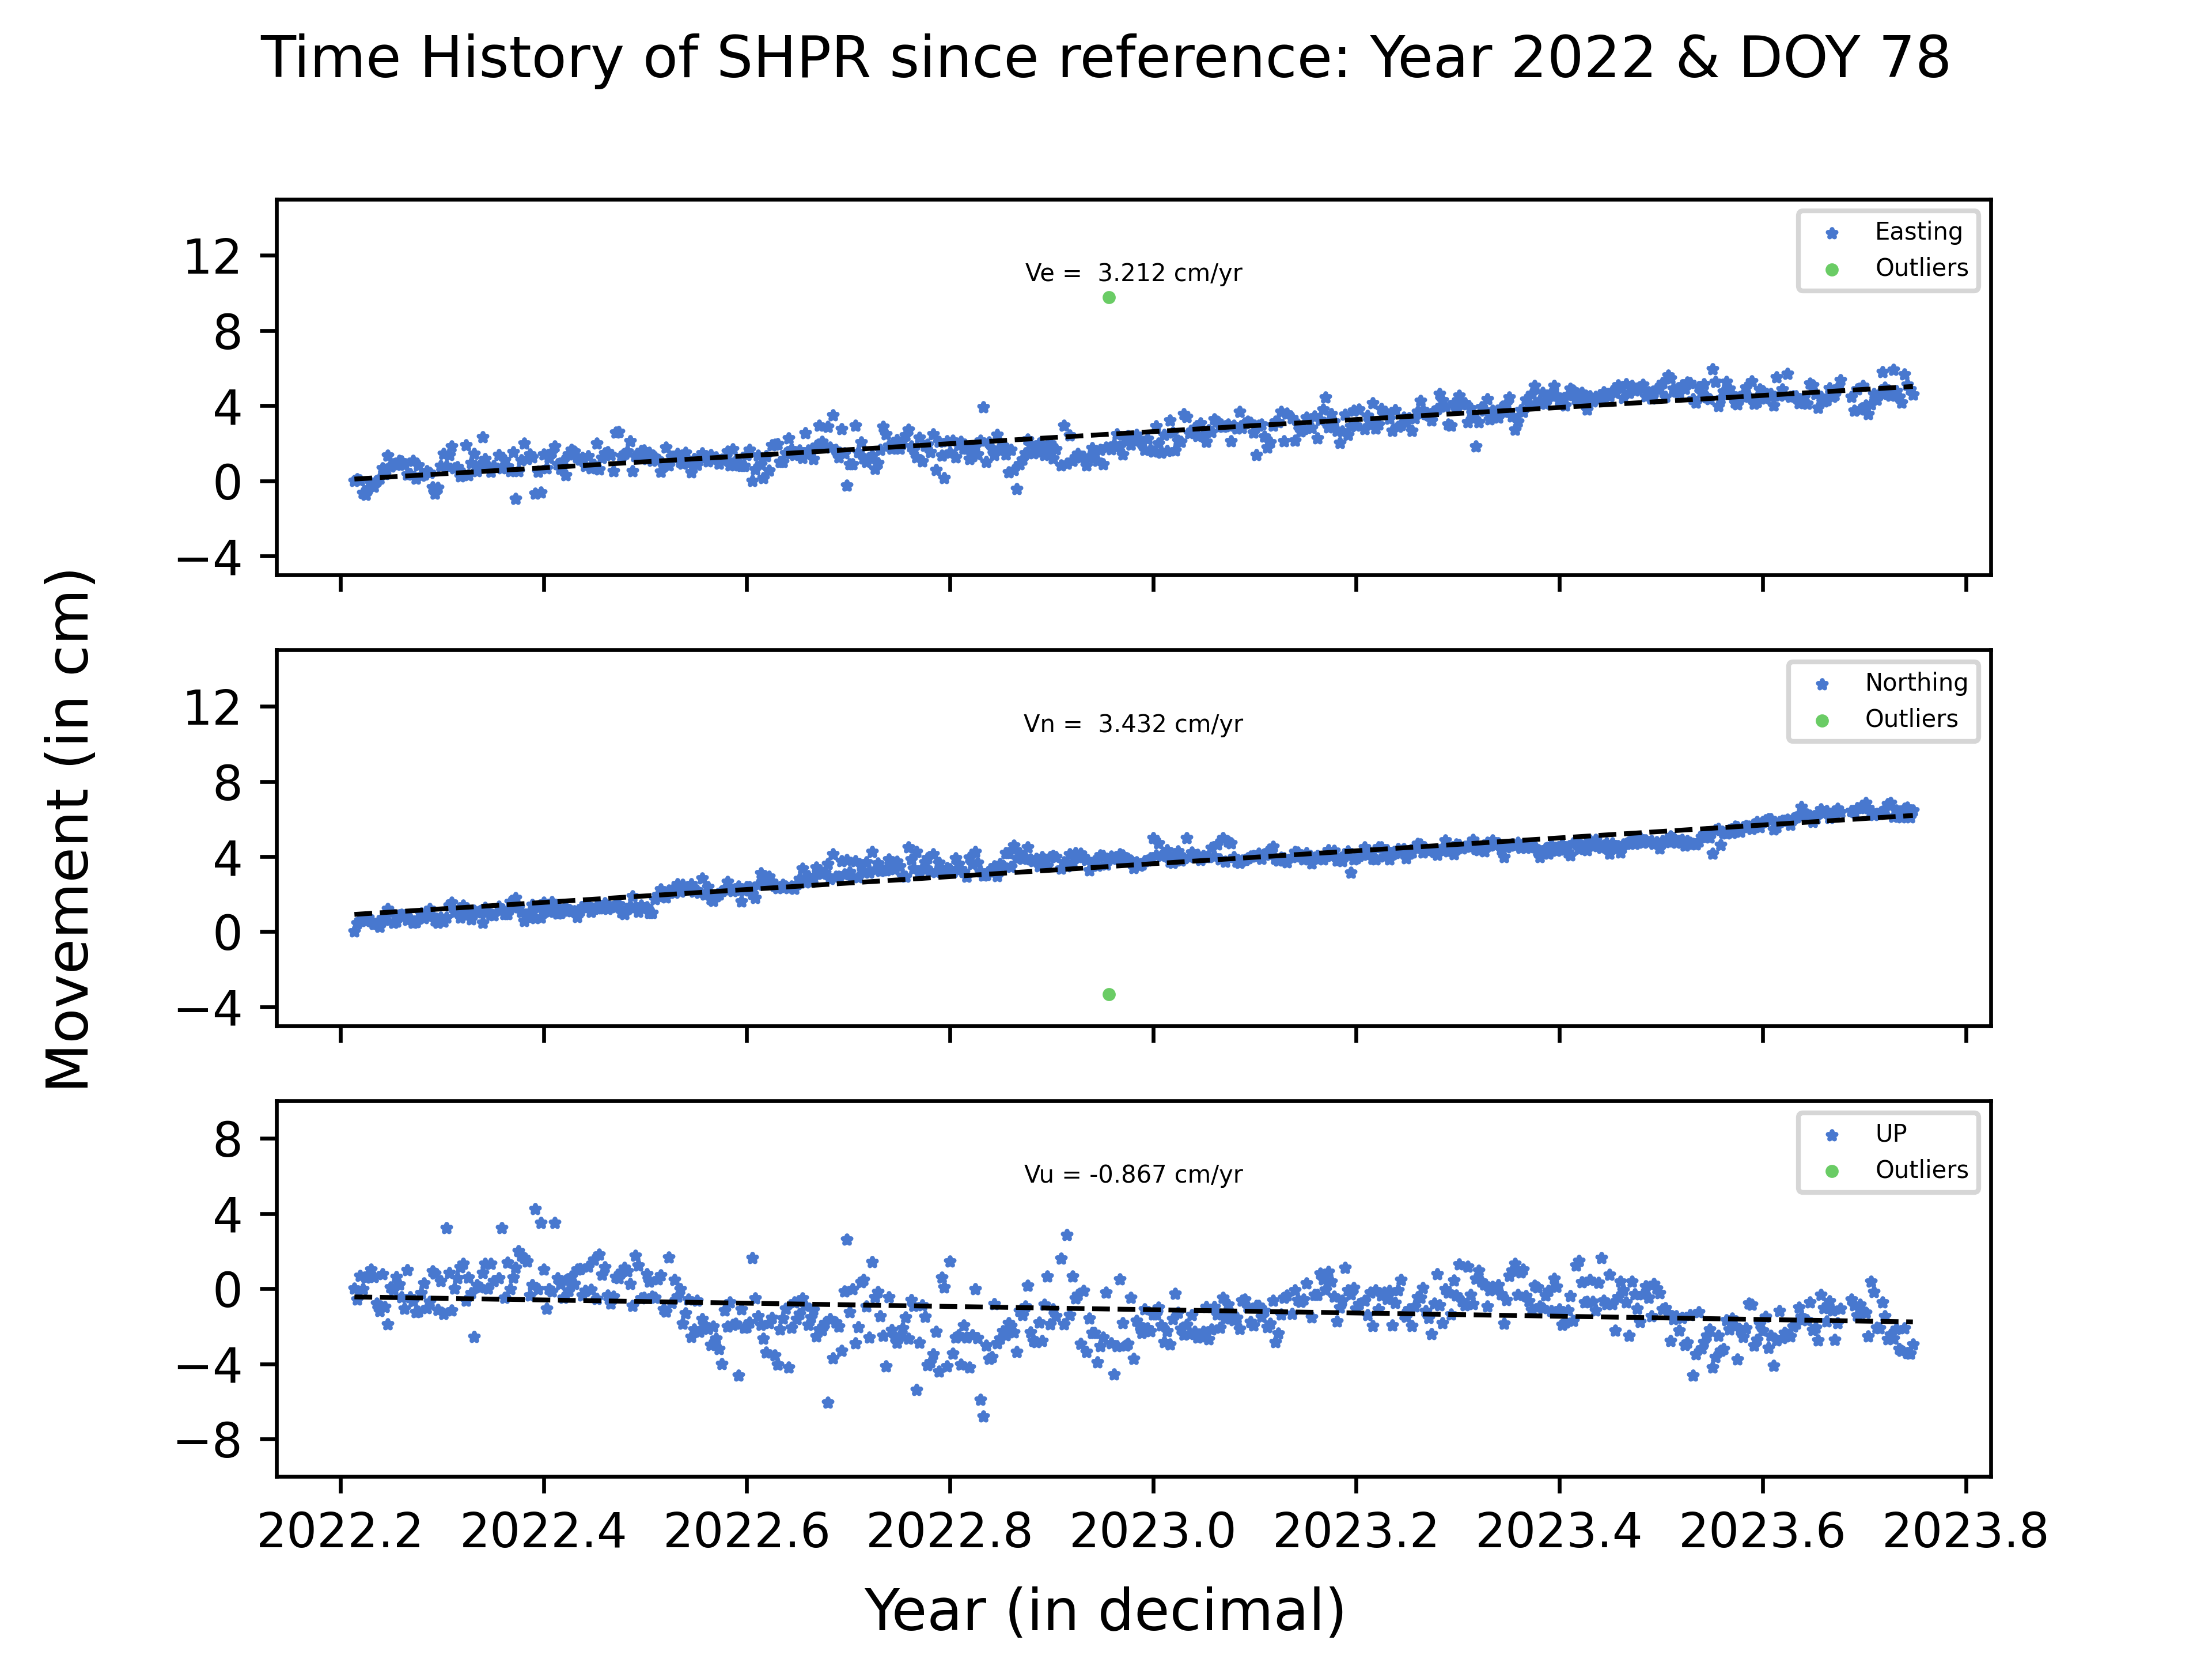 Time History of SHPR since reference: Year 2022 & DOY 78
12
8
4
0
−4
Ve =  3.212 cm/yr
Easting
Outliers
Movement (in cm)
12
8
4
0
−4
Vn =  3.432 cm/yr
Northing
Outliers
8
4
0
−4
−8
Vu = -0.867 cm/yr
UP
Outliers
2022.2 2022.4 2022.6 2022.8 2023.0 2023.2 2023.4 2023.6 2023.8
Year (in decimal)